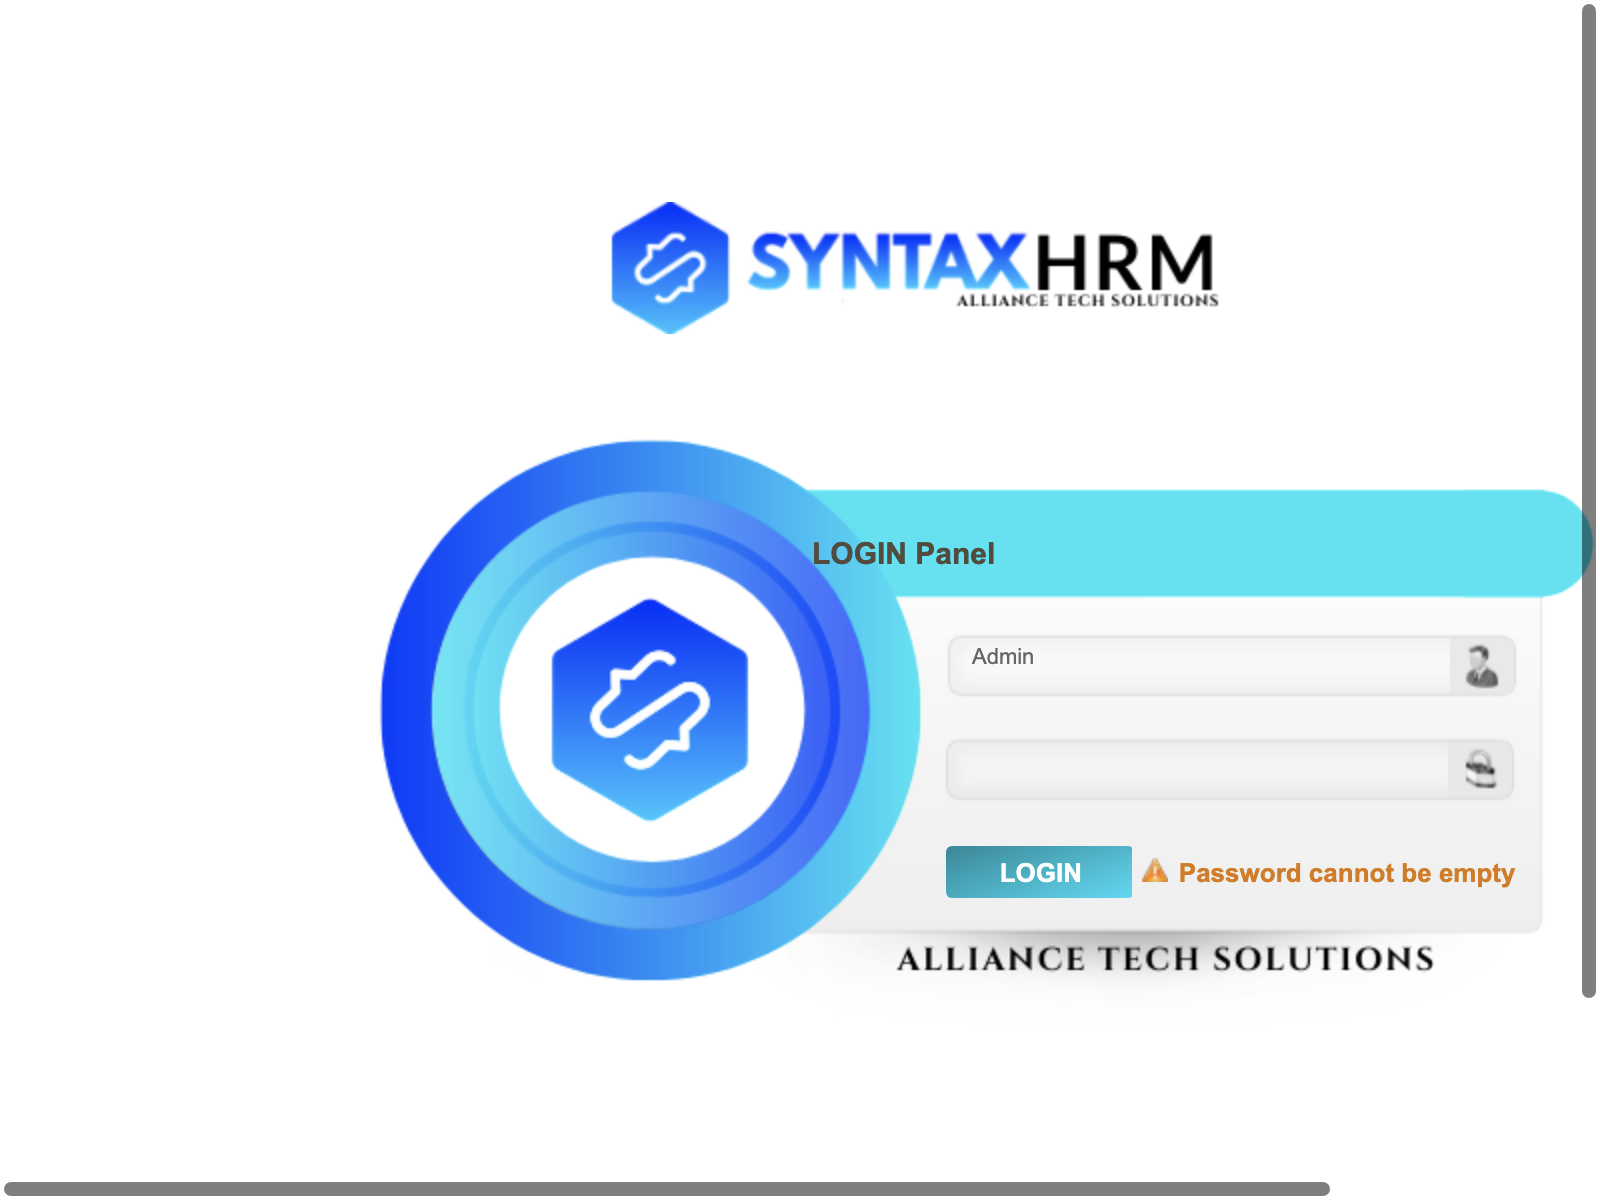 SYNTAXHRM
ALLIANCE TECH SOLUTIONS
LOGIN Panel
Admin
LOGIN Password cannot be empty
ALLIANCE TECH SOLUTIONS